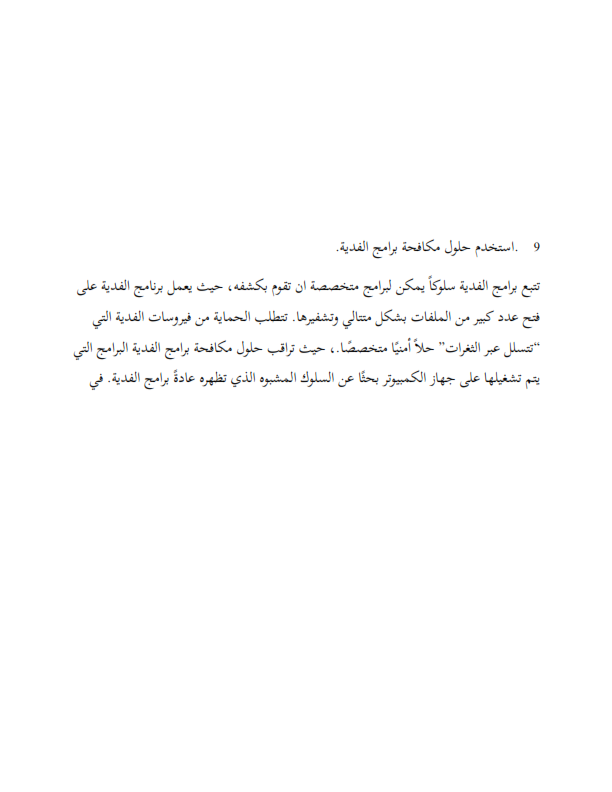 9 .استخدم حلول مكافحة برامج الفدية.
تتبع برامج الفدية سلوكاً يمكن لبرامج متخصصة ان تقوم بكشفه، حيث يعمل برنامج الفدية على
فتح عدد كبير من الملفات بشكل متتالي وتشفيرها. تتطلب الحماية من فيروسات الفدية التي
“تتسلل عبر الثغرات” حلاً أمنيًا متخصصًا.، حيث تراقب حلول مكافحة برامج الفدية البرامج التي
يتم تشغيلها على جهاز الكمبيوتر بحثًا عن السلوك المشبوه الذي تظهره عادةً برامج الفدية. في